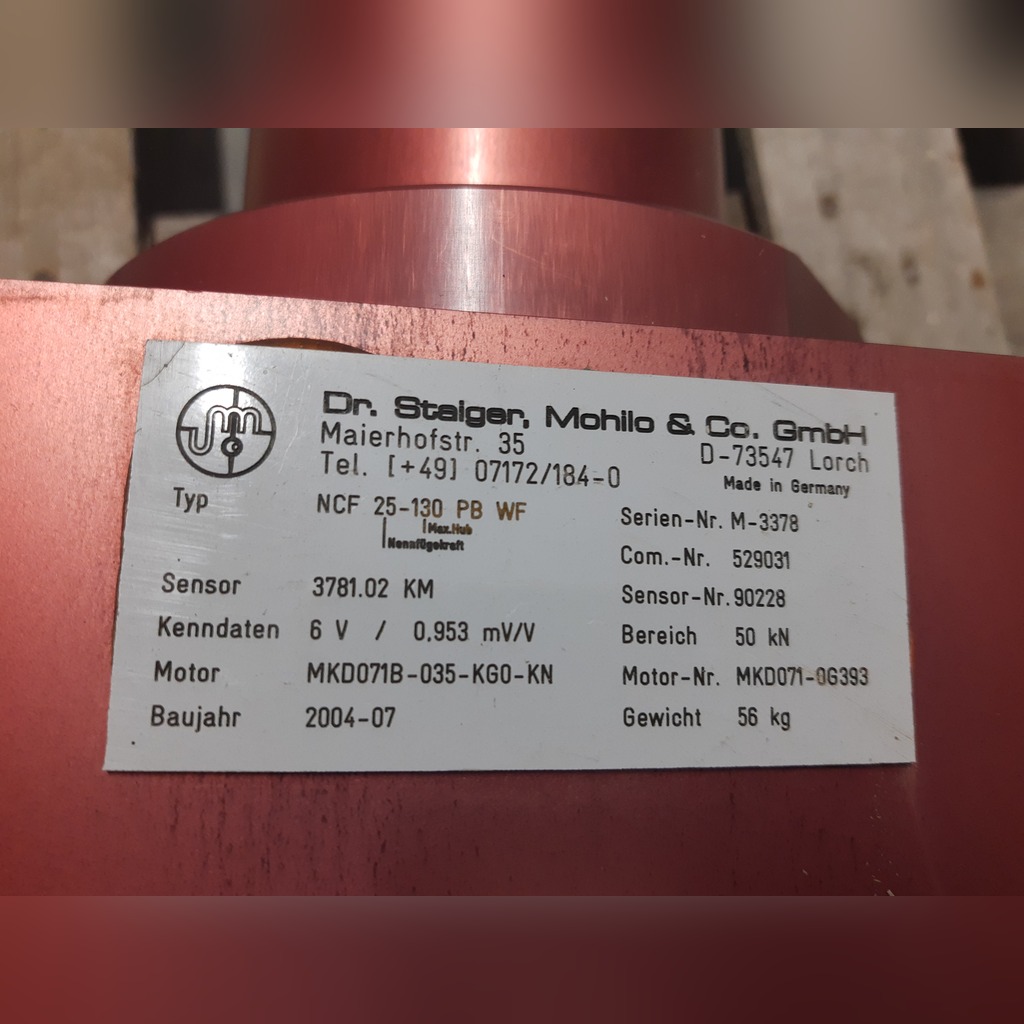 Dr. Staiger, Mohilo & Co. GmbH
Maierhofstr. 35 D-73547 Lorch
Tel. [+49] 07172/184-0 Made in Germany
Typ NCF 25-130 PB WF
Max.Hub
Nennfügekraft
Serien-Nr. M-3378
Com.-Nr. 529031
Sensor 3781.02 KM Sensor-Nr. 90228
Kenndaten 6 V / 0,953 mV/V Bereich 50 kN
Motor MKD071B-035-KG0-KN Motor-Nr. MKD071-0G393
Baujahr 2004-07 Gewicht 56 kg